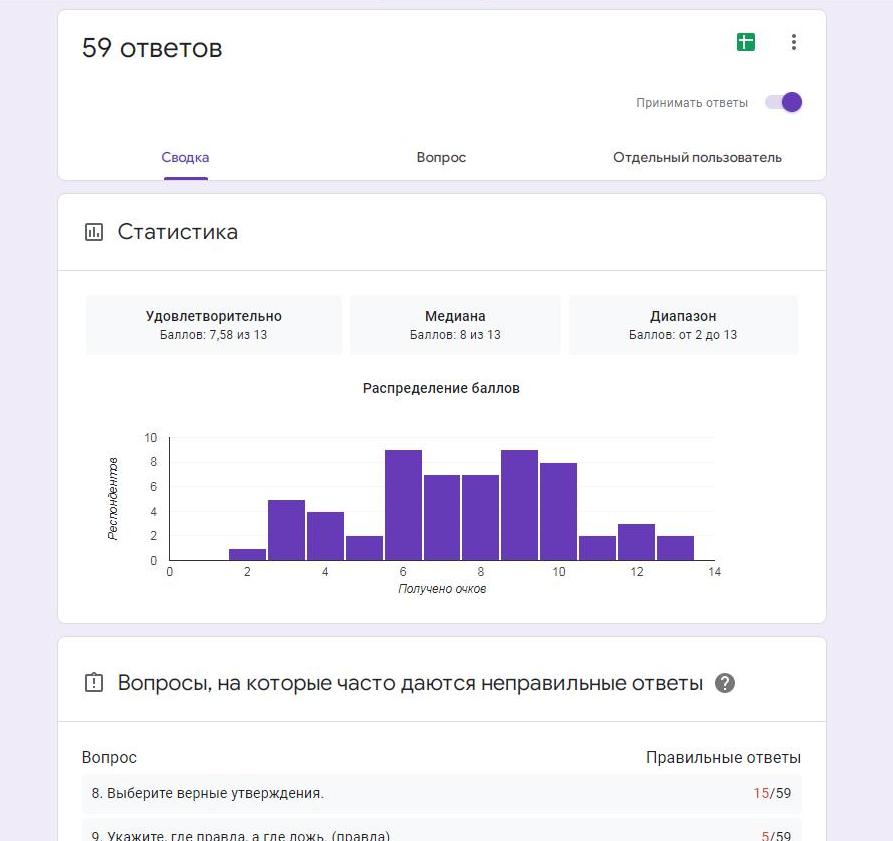 59 ответов
Принимать ответы
Сводка Вопрос Отдельный пользователь
Статистика
Удовлетворительно Медиана Диапазон
Баллов: 7,58 из 13 Баллов: 8 из 13 Баллов: от 2 до 13
Распределение баллов
Респондентов
10
8
6
4
2
0
0 2 4 6 8 10 12 14
Получено очков
Вопросы, на которые часто даются неправильные ответы ?
Вопрос Правильные ответы
8. Выберите верные утверждения. 15/59
9. Укажите, где правда, а где ложь. (правда) 5/59